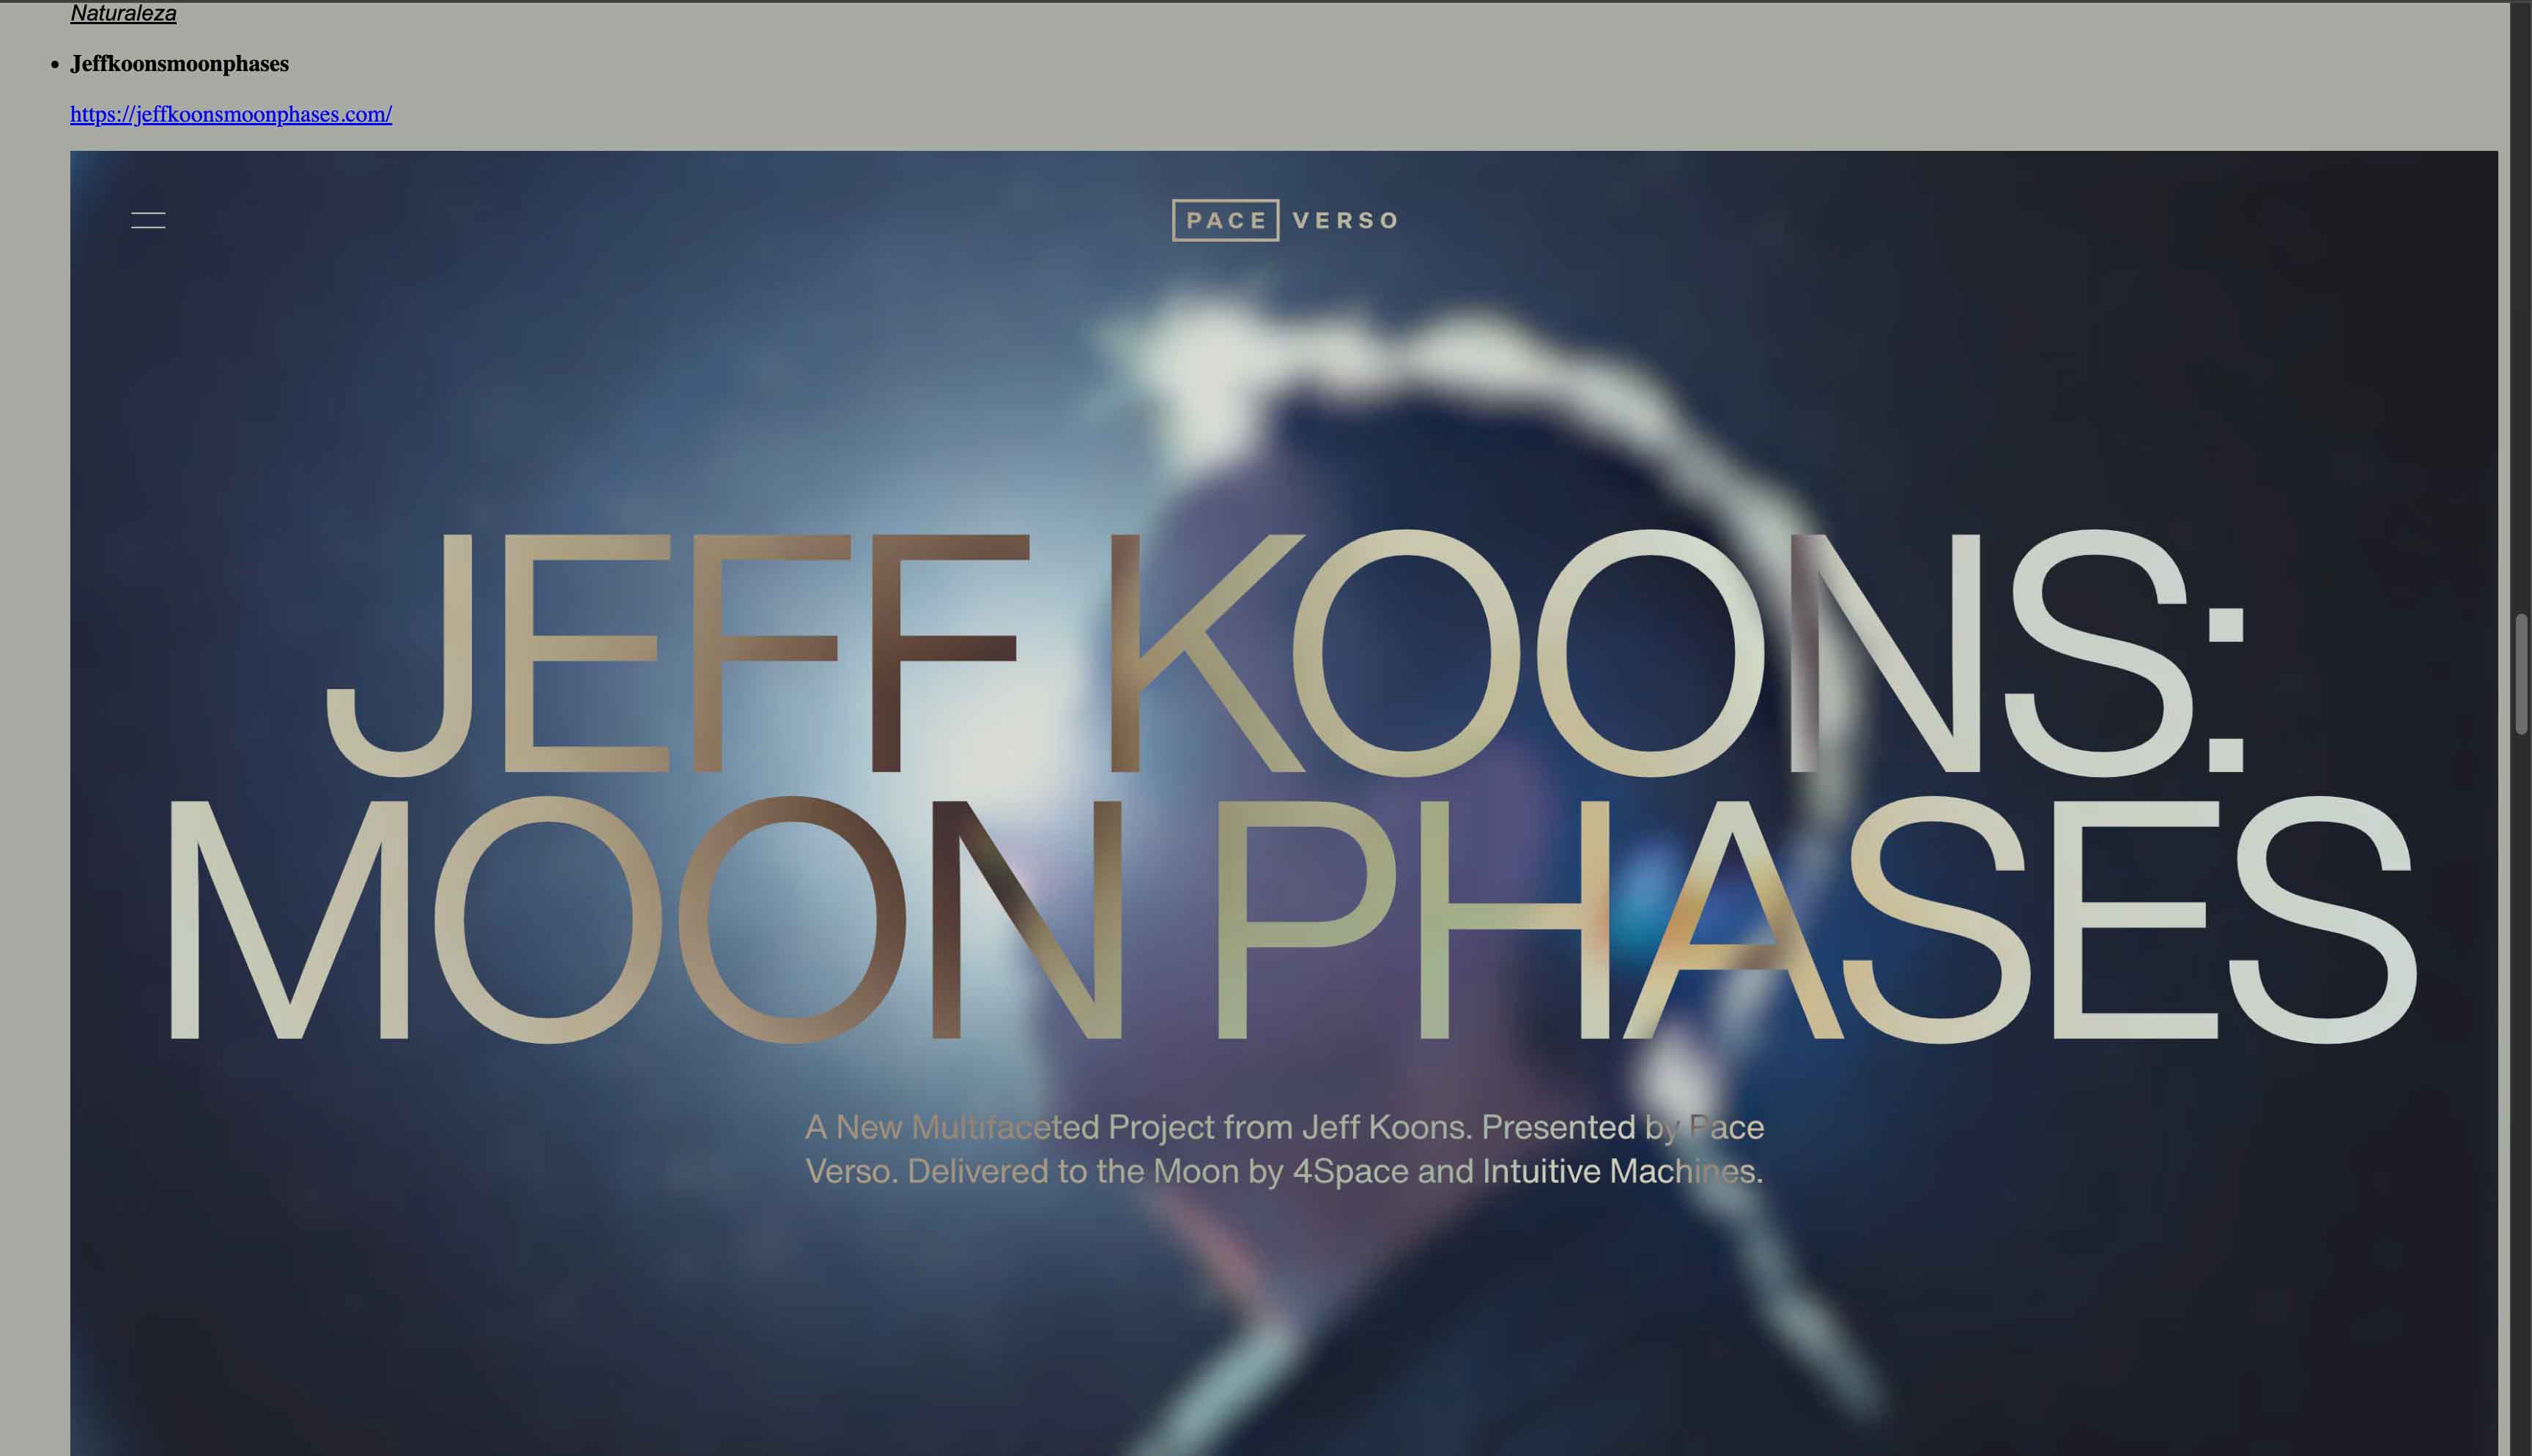 Naturaleza
Jeffkoonsmoonphases
https://jeffkoonsmoonphases.com/
PACE VERSO
JEFF KOONS:
MOON PHASES
A New Multifaceted Project from Jeff Koons. Presented by Pace
Verso. Delivered to the Moon by 4Space and Intuitive Machines.